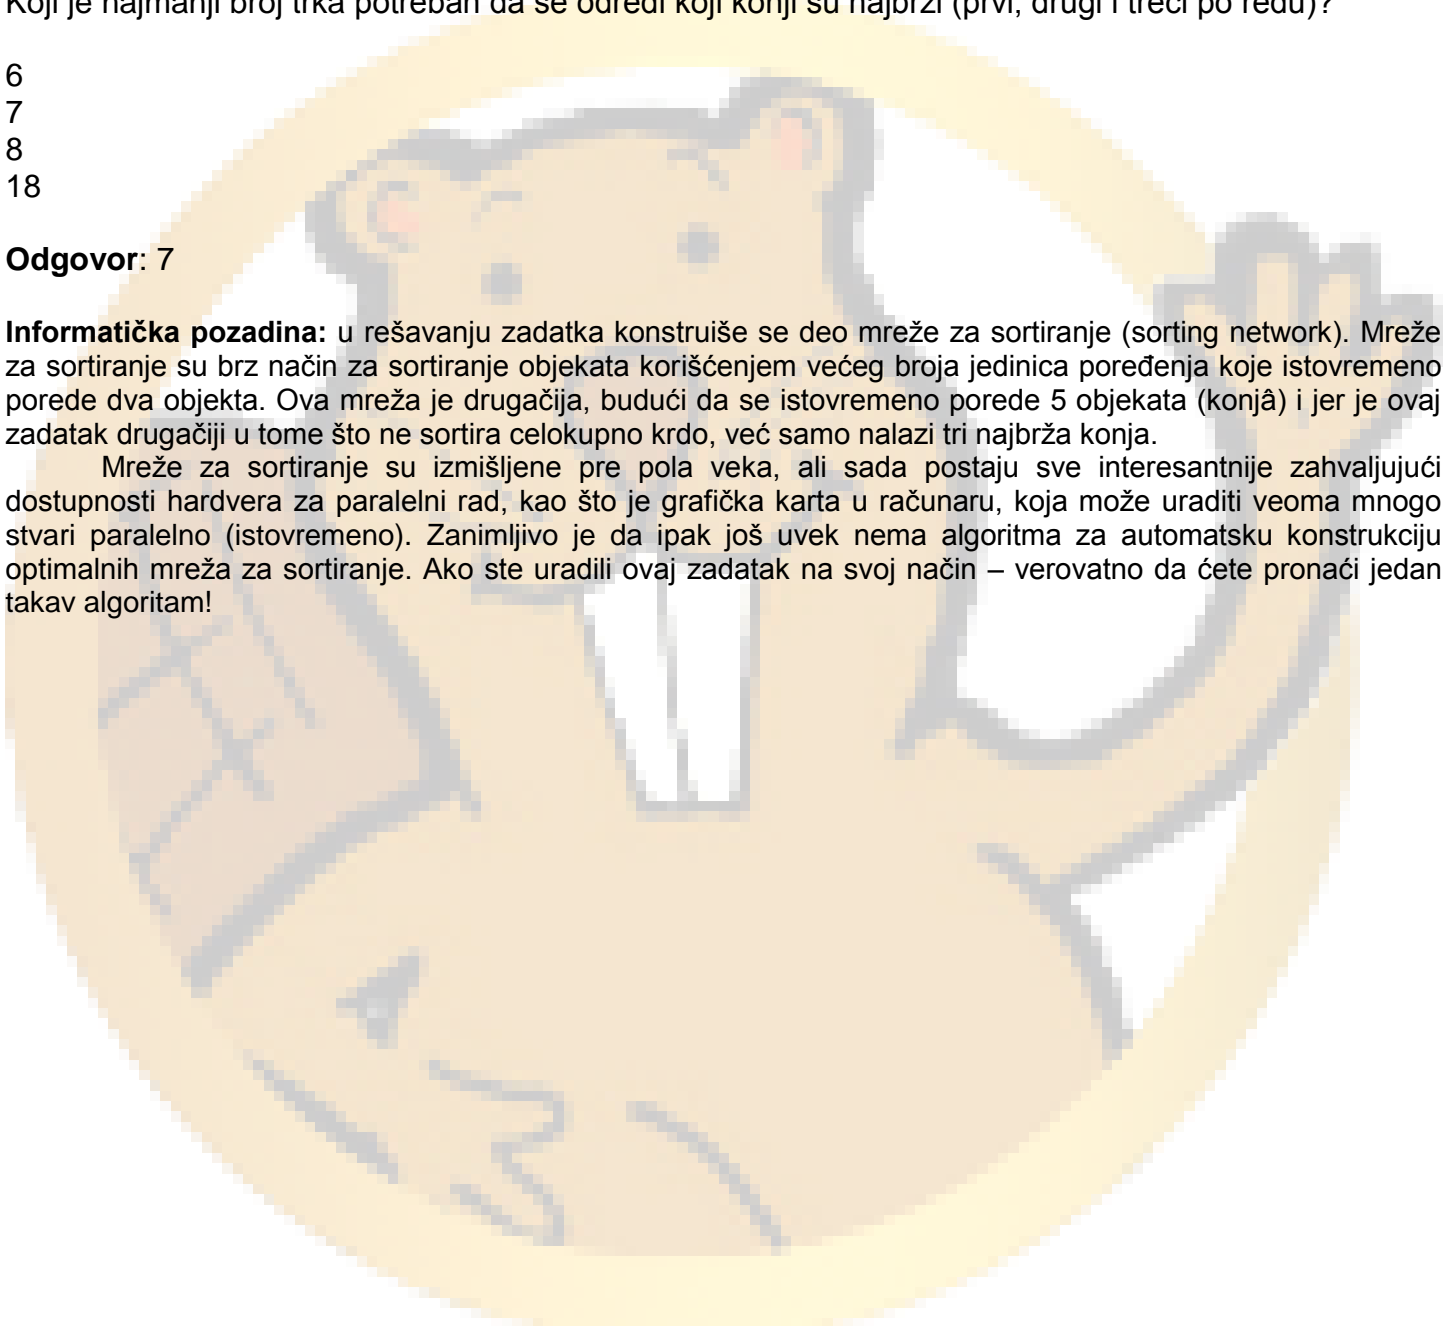 Koji je najmanji broj trka potreban da se odredi koji konji su najbrži (prvi, drugi i treći po redu)?
6
7
8
18
Odgovor: 7
Informatička pozadina: u rešavanju zadatka konstruiše se deo mreže za sortiranje (sorting network). Mreže
za sortiranje su brz način za sortiranje objekata korišćenjem većeg broja jedinica poređenja koje istovremeno
porede dva objekta. Ova mreža je drugačija, budući da se istovremeno porede 5 objekata (konjâ) i jer je ovaj
zadatak drugačiji u tome što ne sortira celokupno krdo, već samo nalazi tri najbrža konja.
Mreže za sortiranje su izmišljene pre pola veka, ali sada postaju sve interesantnije zahvaljujući
dostupnosti hardvera za paralelni rad, kao što je grafička karta u računaru, koja može uraditi veoma mnogo
stvari paralelno (istovremeno). Zanimljivo je da ipak još uvek nema algoritma za automatsku konstrukciju
optimalnih mreža za sortiranje. Ako ste uradili ovaj zadatak na svoj način – verovatno da ćete pronaći jedan
takav algoritam!